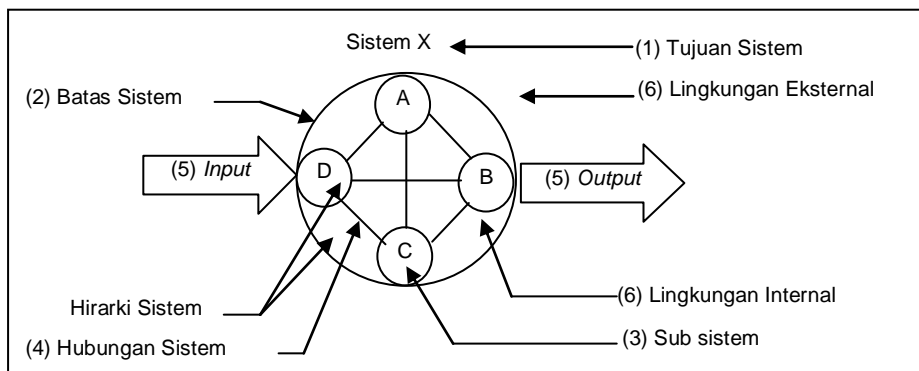 Sistem X
(1) Tujuan Sistem
(2) Batas Sistem
(6) Lingkungan Eksternal
A
(5) Input
D
B
(5) Output
C
Hirarki Sistem
(6) Lingkungan Internal
(4) Hubungan Sistem
(3) Sub sistem